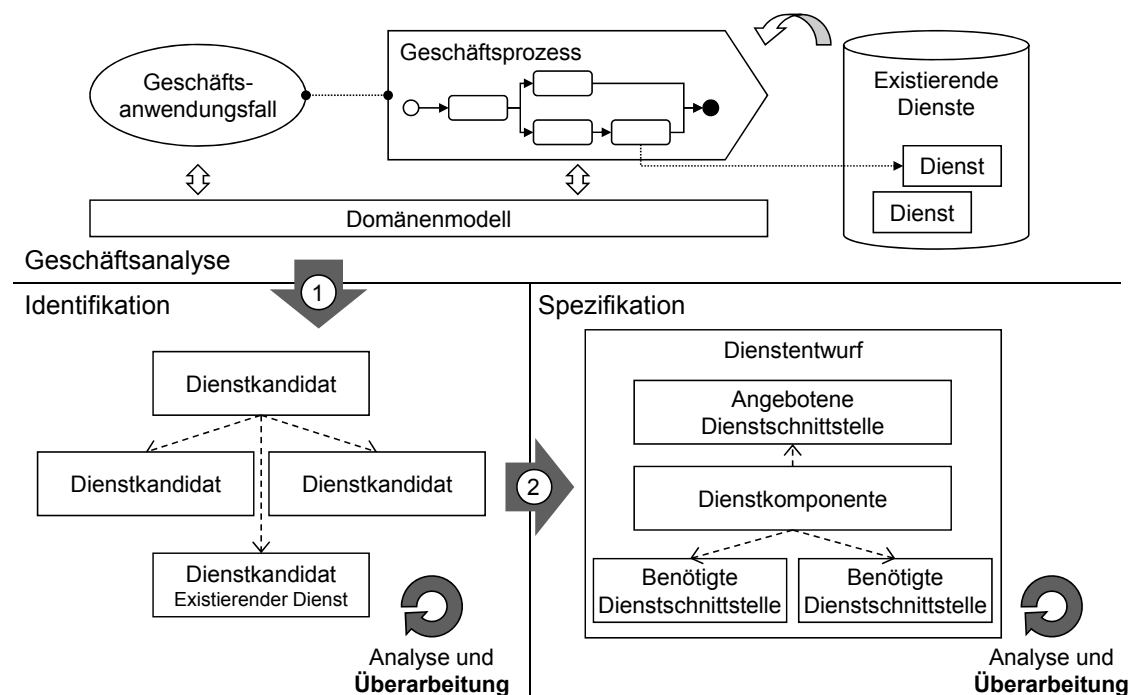 Geschäfts-
anwendungsfall
Geschäftsprozess
Existierende
Dienste
Dienst
Dienst
Domänenmodell
Geschäftsanalyse
1
Identifikation
Dienstkandidat
Dienstkandidat
Dienstkandidat
Dienstkandidat
Existierender Dienst
Analyse und
Überarbeitung
2
Spezifikation
Dienstentwurf
Angebotene
Dienstschnittstelle
Dienstkomponente
Benötigte
Dienstschnittstelle
Benötigte
Dienstschnittstelle
Analyse und
Überarbeitung